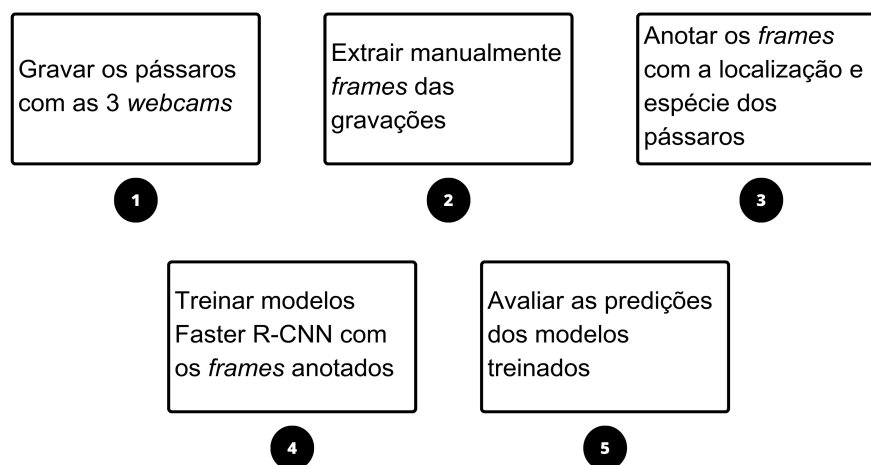 Gravar os pássaros
com as 3 webcams
1
Extrair manualmente
frames das
gravações
2
Anotar os frames
com a localização e
espécie dos
pássaros
3
Treinar modelos
Faster R-CNN com
os frames anotados
4
Avaliar as predições
dos modelos
treinados
5